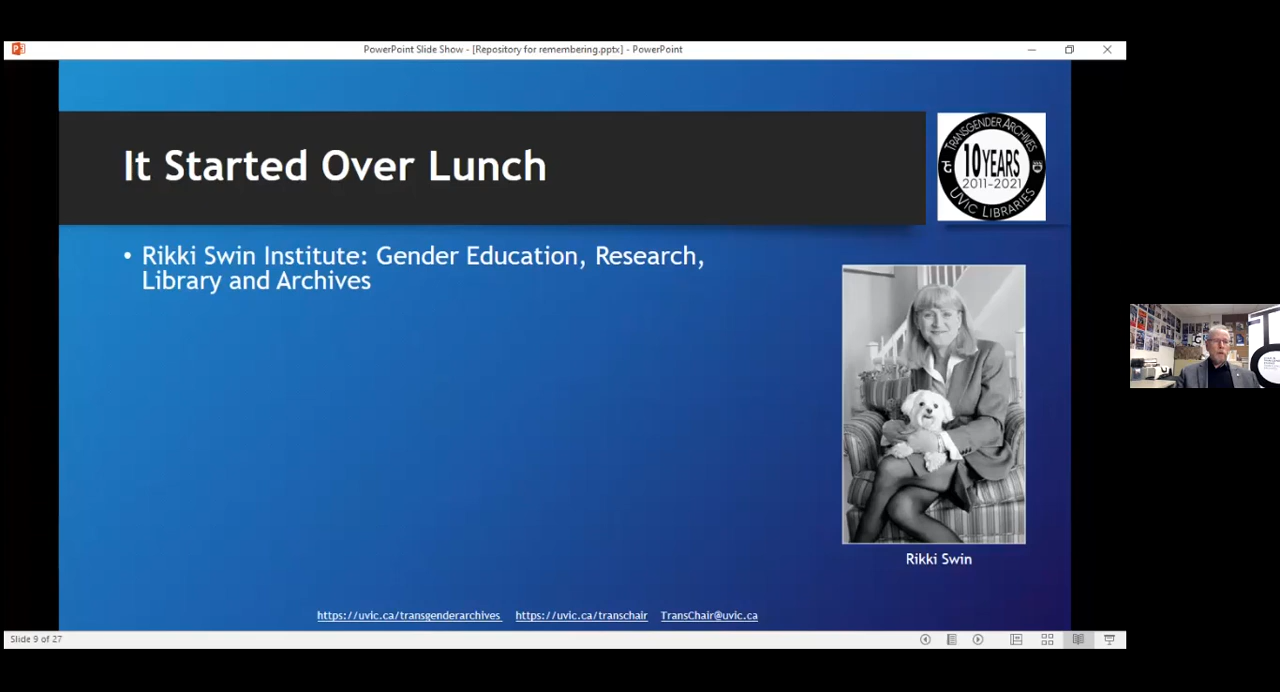 PowerPoint Slide Show - [Repository for remembering.pptx] - PowerPoint
It Started Over Lunch
TRANSGENDER ARCHIVES
10 YEARS
2011-2021
UVIC LIBRARIES
• Rikki Swin Institute: Gender Education, Research,
Library and Archives
Rikki Swin
https://uvic.ca/transgenderarchives https://uvic.ca/transchair TransChair@uvic.ca
Slide 9 of 27